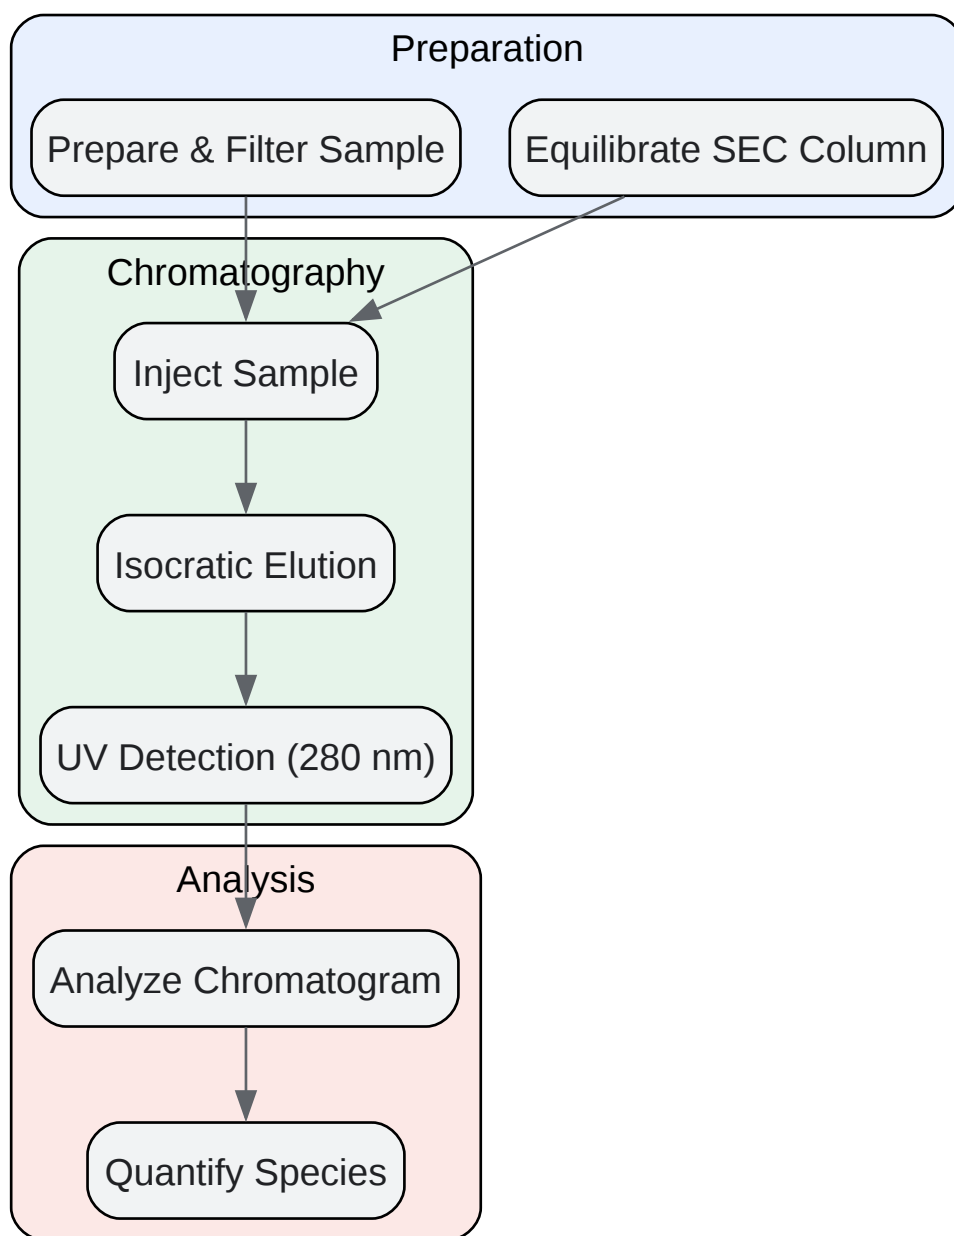 Preparation
Prepare & Filter Sample
Equilibrate SEC Column
Chromatography
Inject Sample
Isocratic Elution
UV Detection (280 nm)
Analysis
Analyze Chromatogram
Quantify Species